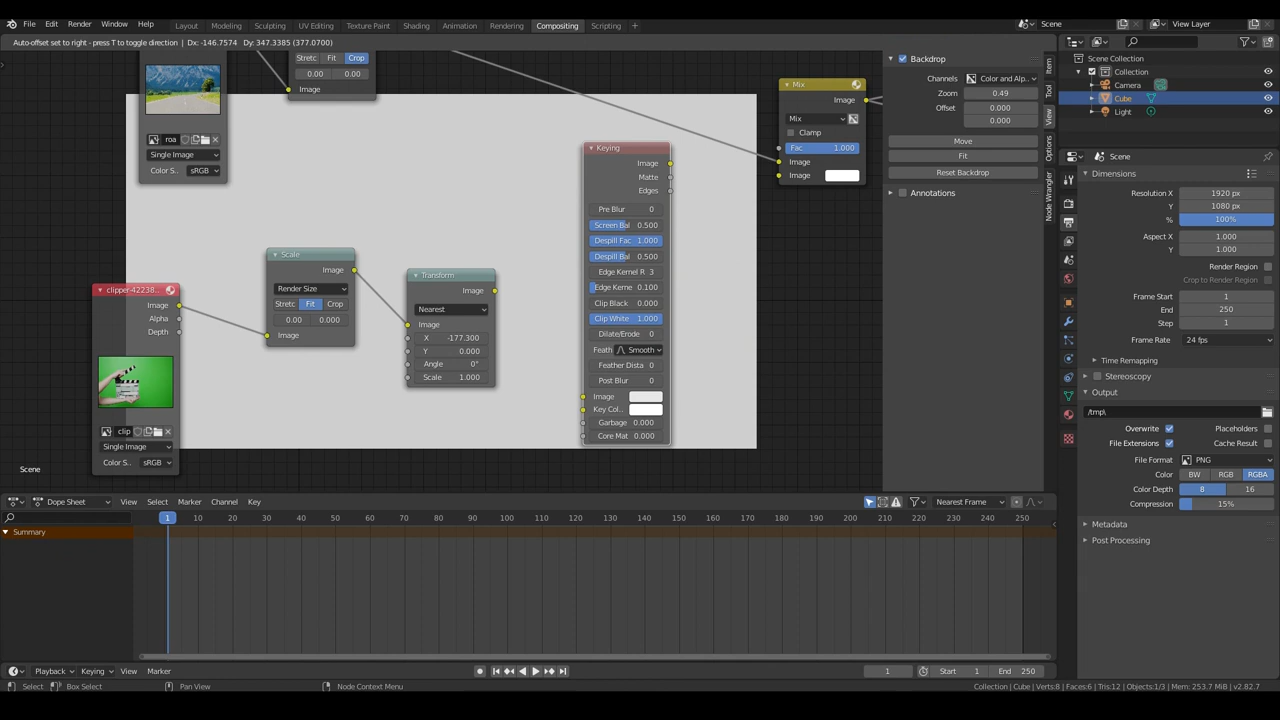 File Edit Render Window Help
Layout Modeling Sculpting UV Editing Texture Paint Shading Animation Rendering Compositing Scripting +
Scene View Layer
Auto-offset set to right - press T to toggle direction | Dx: -146.7574 Dy: 347.3385 (377.0700)
roa
Single Image
Color S.. sRGB
Stretc Fit Crop
0.00 0.00
Image
clipper-42238..
Image
Alpha
Depth
clip
Single Image
Color S.. sRGB
Scale
Image
Render Size
Stretc Fit Crop
0.00 0.000
Image
Transform
Image
Nearest
Image
X -177.300
Y 0.000
Angle 0°
Scale 1.000
Keying
Image
Matte
Edges
Pre Blur 0
Screen Bal 0.500
Despill Fac 1.000
Despill Bal 0.500
Edge Kernel R 3
Edge Kerne 0.100
Clip Black 0.000
Clip White 1.000
Dilate/Erode 0
Feath Smooth
Feather Dista 0
Post Blur 0
Image
Key Col..
Garbage 0.000
Core Mat 0.000
Mix
Image
Mix
Clamp
Fac 1.000
Image
Image
Scene
Backdrop
Channels Color and Alp..
Zoom 0.49
Offset 0.000
0.000
Move
Fit
Reset Backdrop
Annotations
Item
Tool
View
Options
Node Wrangler
Scene Collection
Collection
Camera
Cube
Light
Scene
Dimensions
Resolution X 1920 px
Y 1080 px
% 100%
Aspect X 1.000
Y 1.000
Render Region
Crop to Render Region
Frame Start 1
End 250
Step 1
Frame Rate 24 fps
Time Remapping
Stereoscopy
Output
/tmp\
Overwrite Placeholders
File Extensions Cache Result
File Format PNG
Color BW RGB RGBA
Color Depth 8 16
Compression 15%
Metadata
Post Processing
Dope Sheet View Select Marker Channel Key
Nearest Frame
1 10 20 30 40 50 60 70 80 90 100 110 120 130 140 150 160 170 180 190 200 210 220 230 240 250
Summary
Playback Keying View Marker
1 Start 1 End 250
Select Box Select Pan View Node Context Menu
Collection | Cube | Verts:8 | Faces:6 | Tris:12 | Objects:1/3 | Mem: 253.7 MiB | v2.82.7